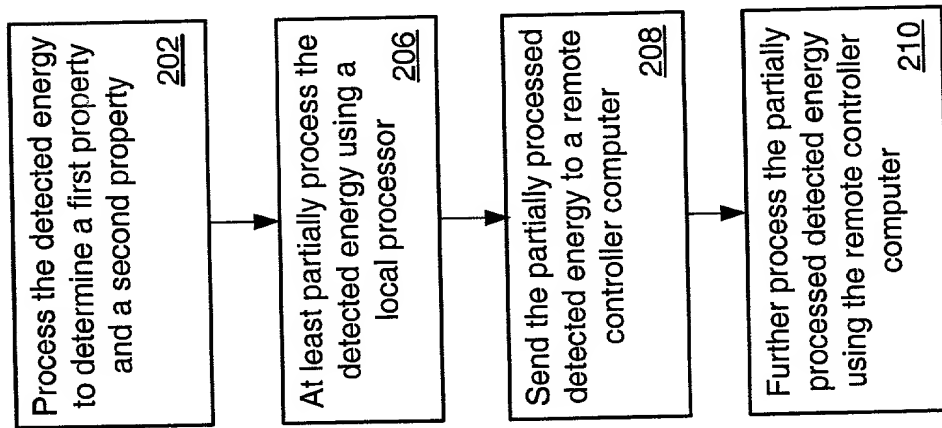 Process the detected energy
to determine a first property
and a second property
202
At least partially process the
detected energy using a
local processor
206
Send the partially processed
detected energy to a remote
controller computer
208
Further process the partially
processed detected energy
using the remote controller
computer
210